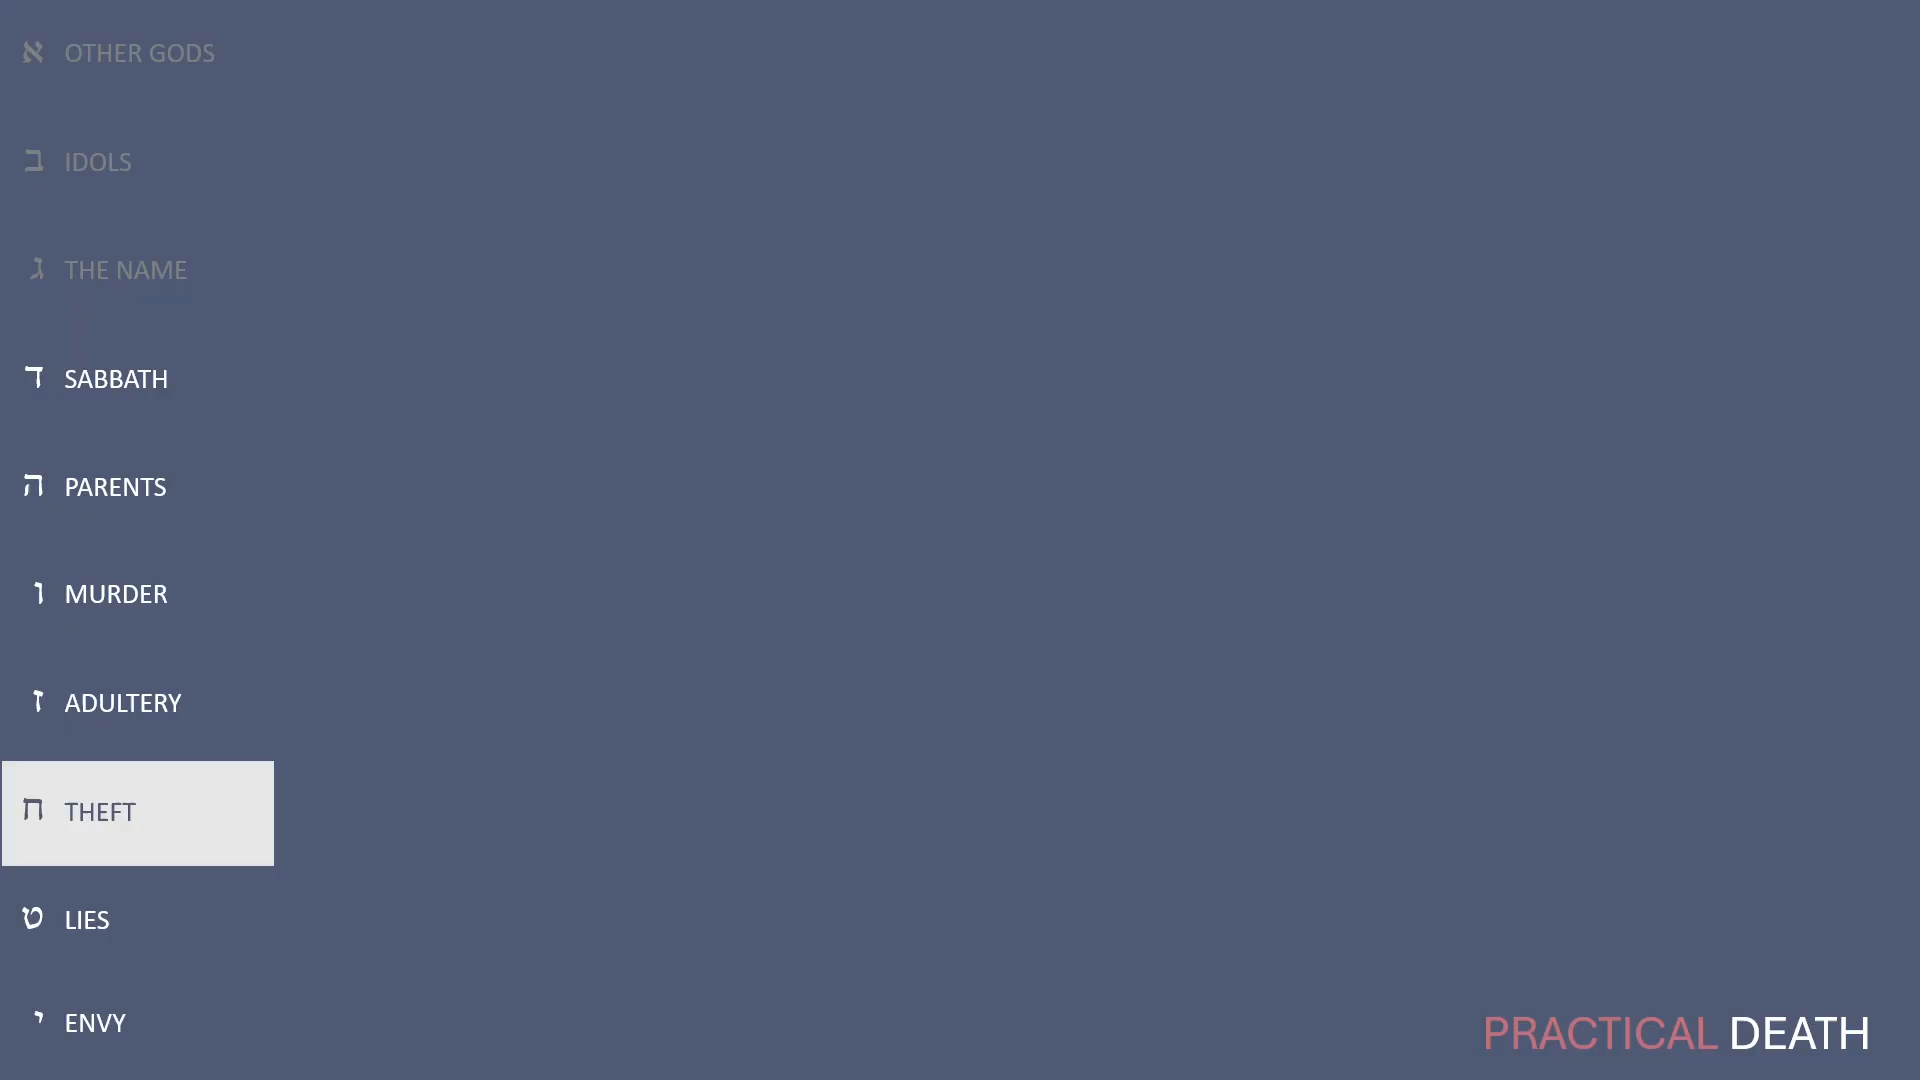 א OTHER GODS
ב IDOLS
ג THE NAME
ד SABBATH
ה PARENTS
ו MURDER
ז ADULTERY
ח THEFT
ט LIES
י ENVY
PRACTICAL DEATH